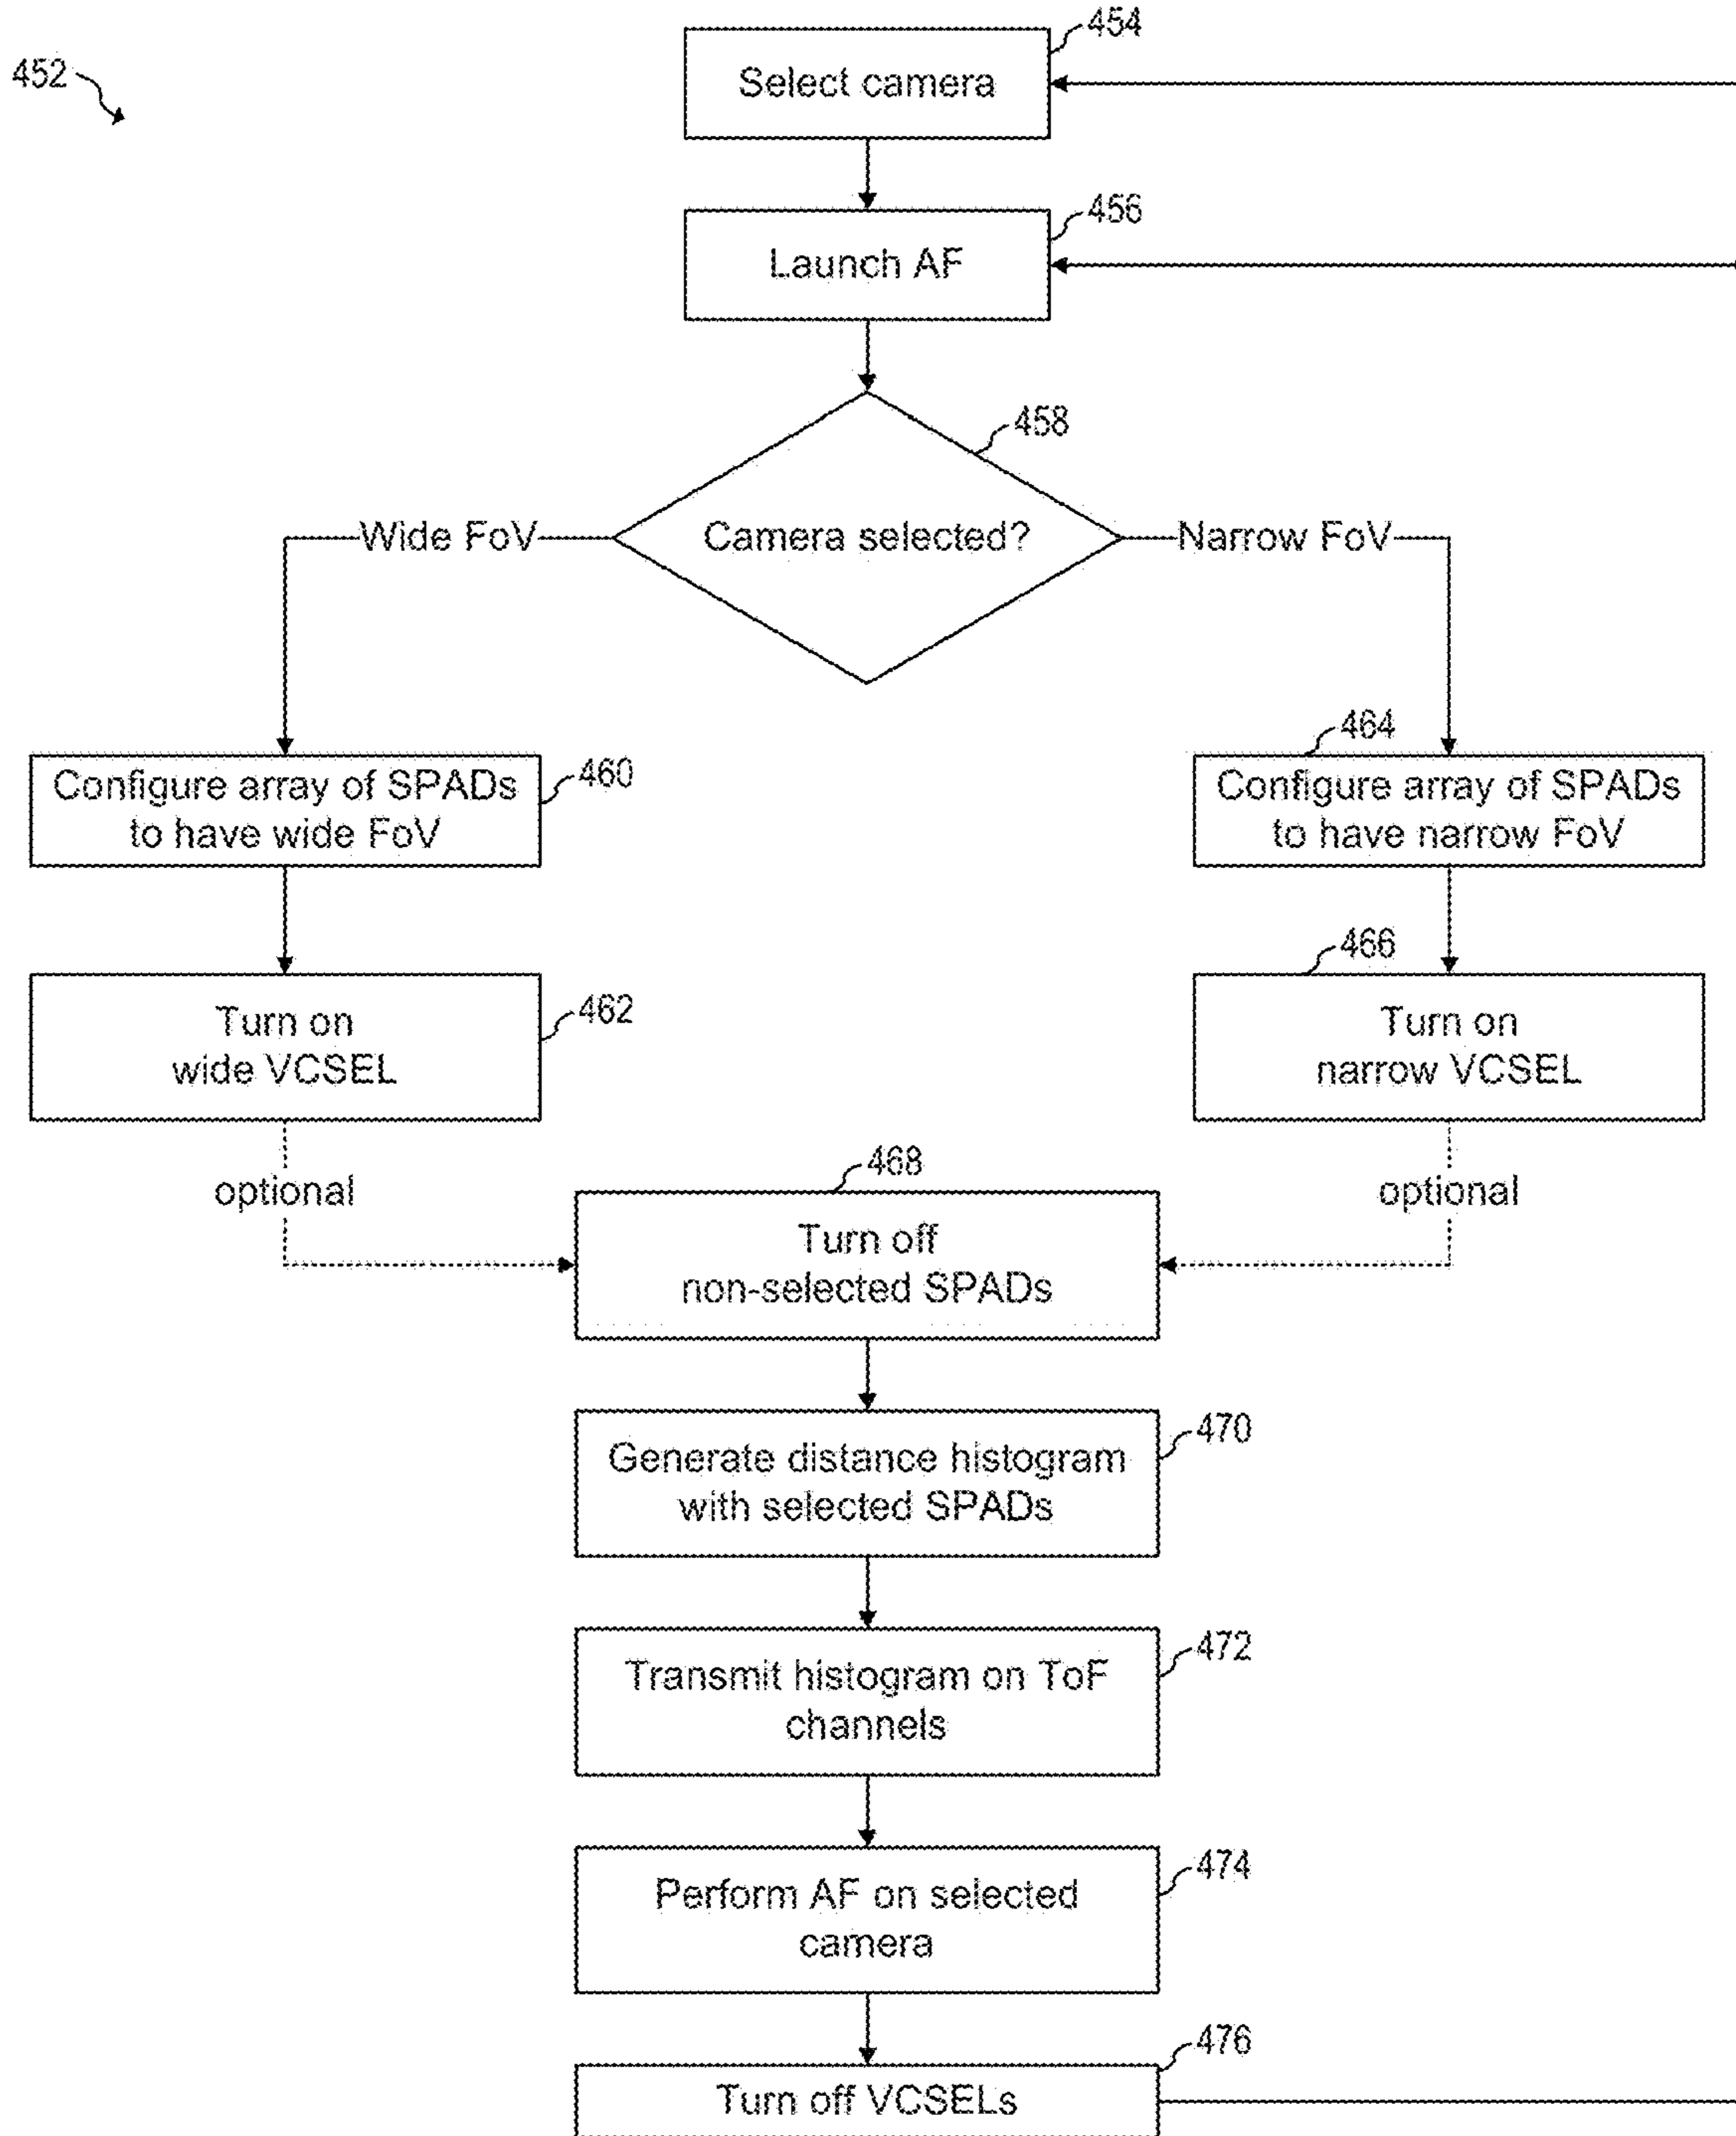 452
454
Select camera
456
Launch AF
458
Camera selected?
Wide FoV
Narrow FoV
460
Configure array of SPADs
to have wide FoV
464
Configure array of SPADs
to have narrow FoV
462
Turn on
wide VCSEL
466
Turn on
narrow VCSEL
optional
optional
468
Turn off
non-selected SPADs
470
Generate distance histogram
with selected SPADs
472
Transmit histogram on ToF
channels
474
Perform AF on selected
camera
476
Turn off VCSELs